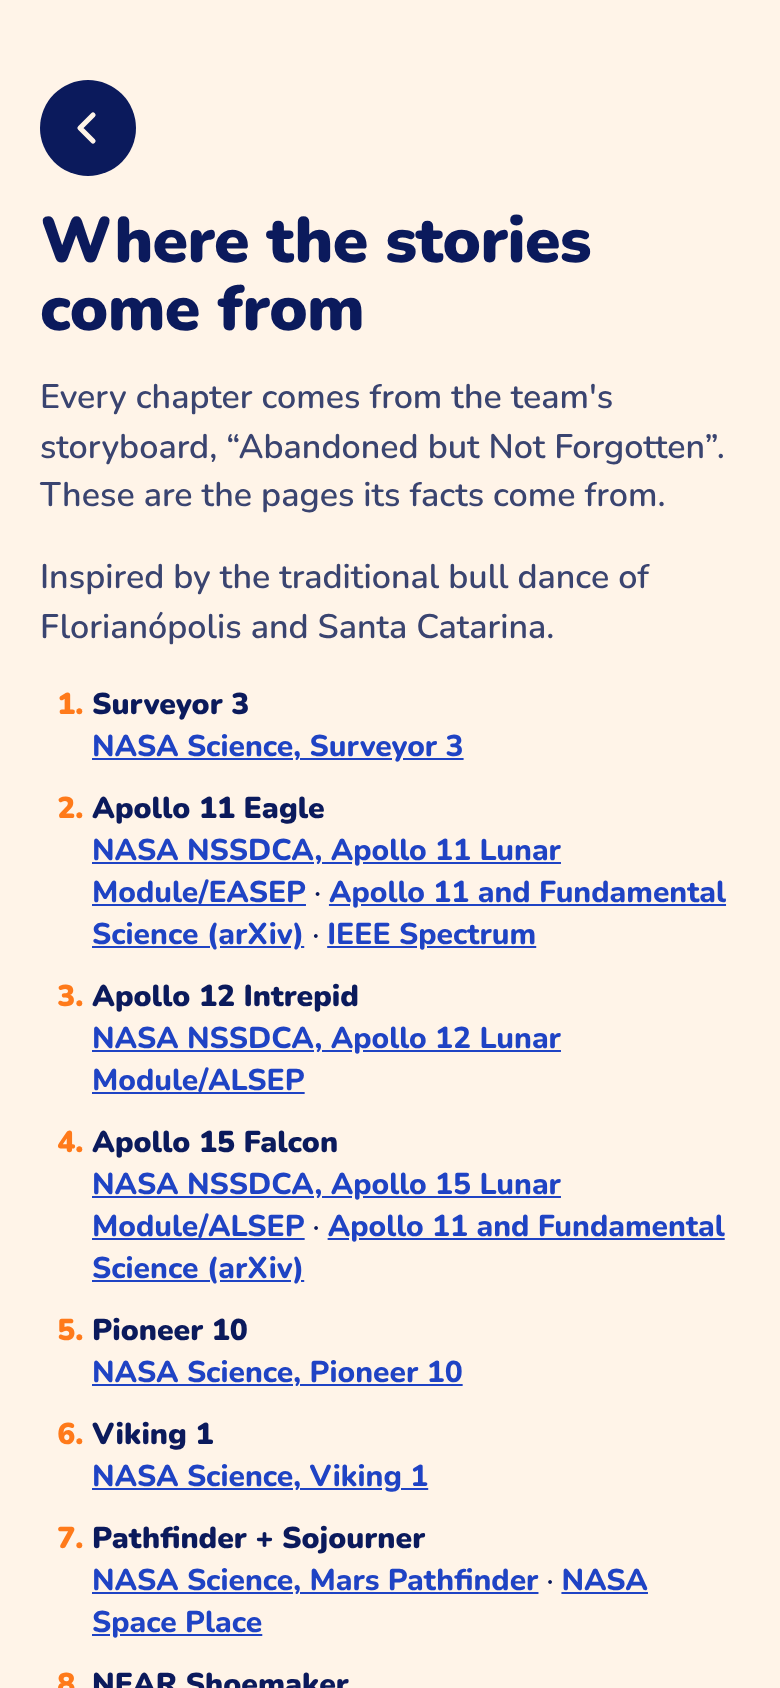 Where the stories
come from
Every chapter comes from the team's
storyboard, “Abandoned but Not Forgotten”.
These are the pages its facts come from.
Inspired by the traditional bull dance of
Florianópolis and Santa Catarina.
1. Surveyor 3
NASA Science, Surveyor 3
2. Apollo 11 Eagle
NASA NSSDCA, Apollo 11 Lunar
Module/EASEP · Apollo 11 and Fundamental
Science (arXiv) · IEEE Spectrum
3. Apollo 12 Intrepid
NASA NSSDCA, Apollo 12 Lunar
Module/ALSEP
4. Apollo 15 Falcon
NASA NSSDCA, Apollo 15 Lunar
Module/ALSEP · Apollo 11 and Fundamental
Science (arXiv)
5. Pioneer 10
NASA Science, Pioneer 10
6. Viking 1
NASA Science, Viking 1
7. Pathfinder + Sojourner
NASA Science, Mars Pathfinder · NASA
Space Place
8. NEAR Shoemaker